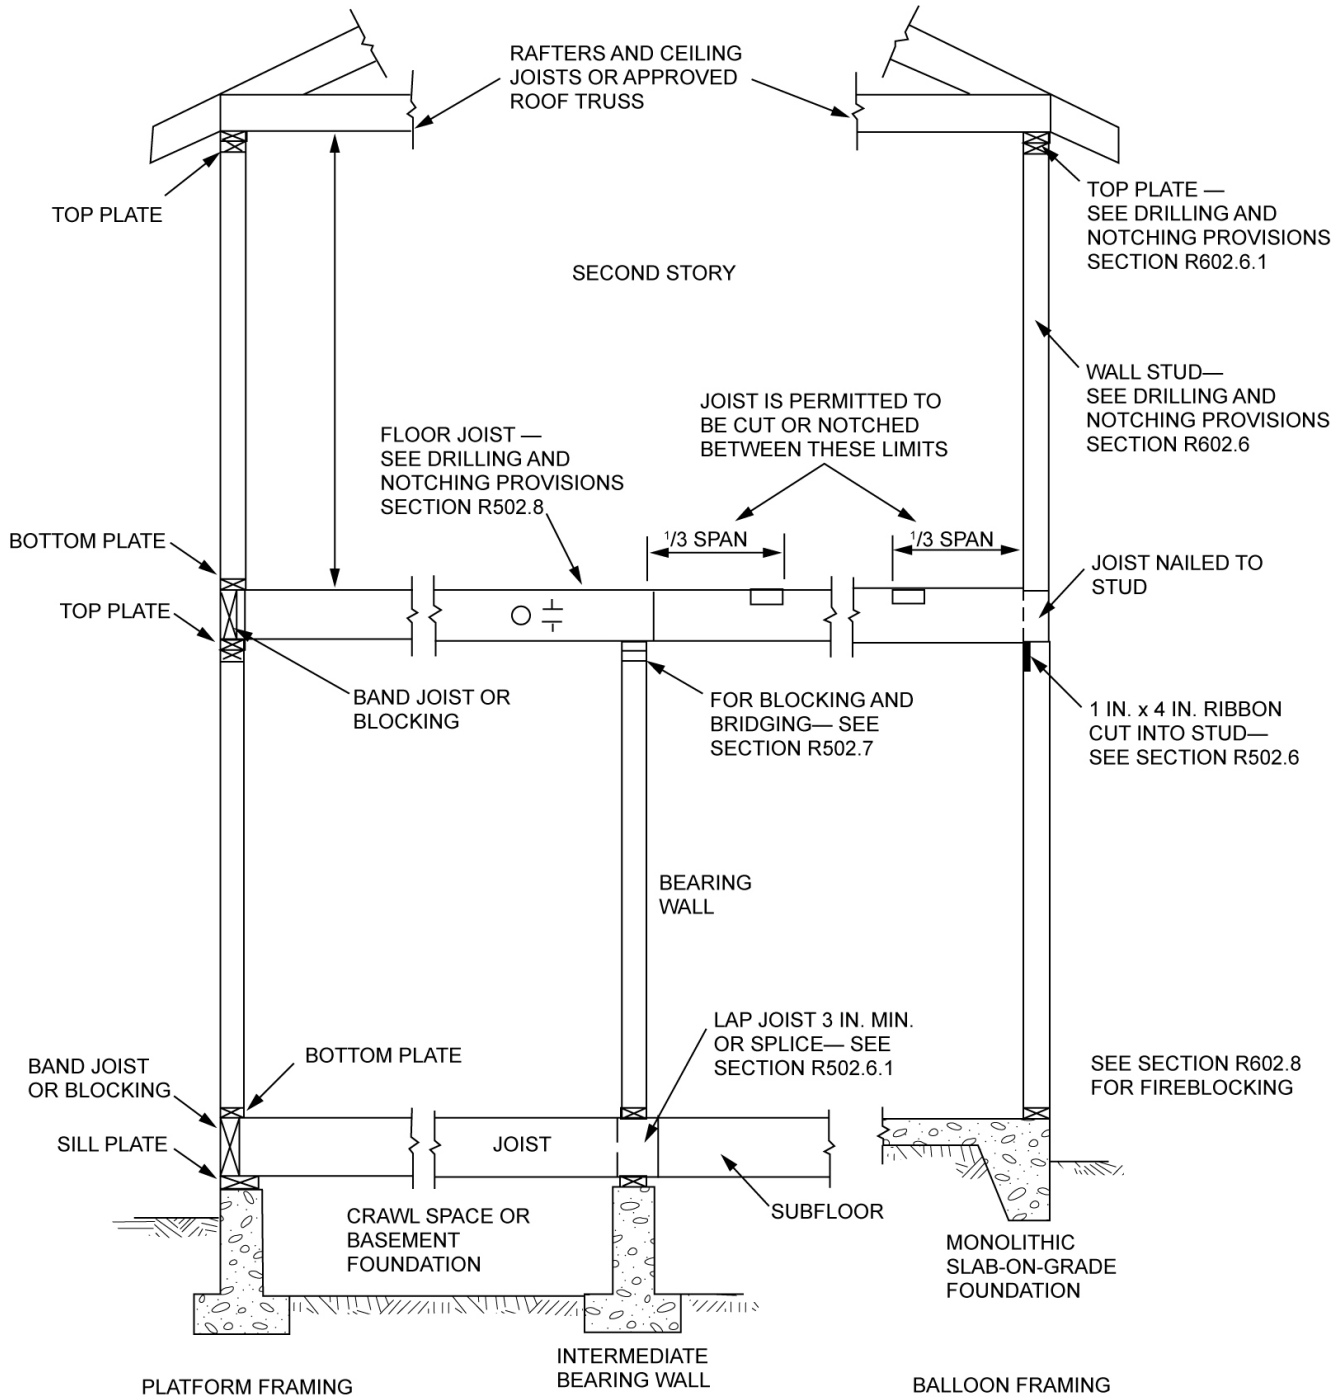 RAFTERS AND CEILING
JOISTS OR APPROVED
ROOF TRUSS
TOP PLATE
TOP PLATE —
SEE DRILLING AND
NOTCHING PROVISIONS
SECTION R602.6.1
SECOND STORY
WALL STUD—
SEE DRILLING AND
NOTCHING PROVISIONS
SECTION R602.6
JOIST IS PERMITTED TO
BE CUT OR NOTCHED
BETWEEN THESE LIMITS
FLOOR JOIST —
SEE DRILLING AND
NOTCHING PROVISIONS
SECTION R502.8
BOTTOM PLATE
1/3 SPAN
1/3 SPAN
JOIST NAILED TO
STUD
TOP PLATE
BAND JOIST OR
BLOCKING
FOR BLOCKING AND
BRIDGING— SEE
SECTION R502.7
1 IN. x 4 IN. RIBBON
CUT INTO STUD—
SEE SECTION R502.6
BEARING
WALL
LAP JOIST 3 IN. MIN.
OR SPLICE— SEE
SECTION R502.6.1
BOTTOM PLATE
BAND JOIST
OR BLOCKING
SEE SECTION R602.8
FOR FIREBLOCKING
SILL PLATE
JOIST
SUBFLOOR
CRAWL SPACE OR
BASEMENT
FOUNDATION
MONOLITHIC
SLAB-ON-GRADE
FOUNDATION
PLATFORM FRAMING
INTERMEDIATE
BEARING WALL
BALLOON FRAMING